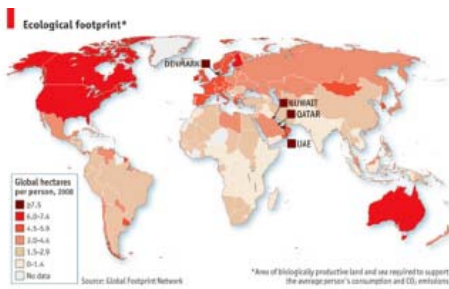 Ecological footprint*
DENMARK
KUWAIT
QATAR
UAE
Global hectares
per person, 2008
≥7.5
6.0-7.4
4.5-5.9
3.0-4.4
1.5-2.9
0-1.4
No data
Source: Global Footprint Network
*Area of biologically productive land and sea required to support
the average person's consumption and CO₂ emissions